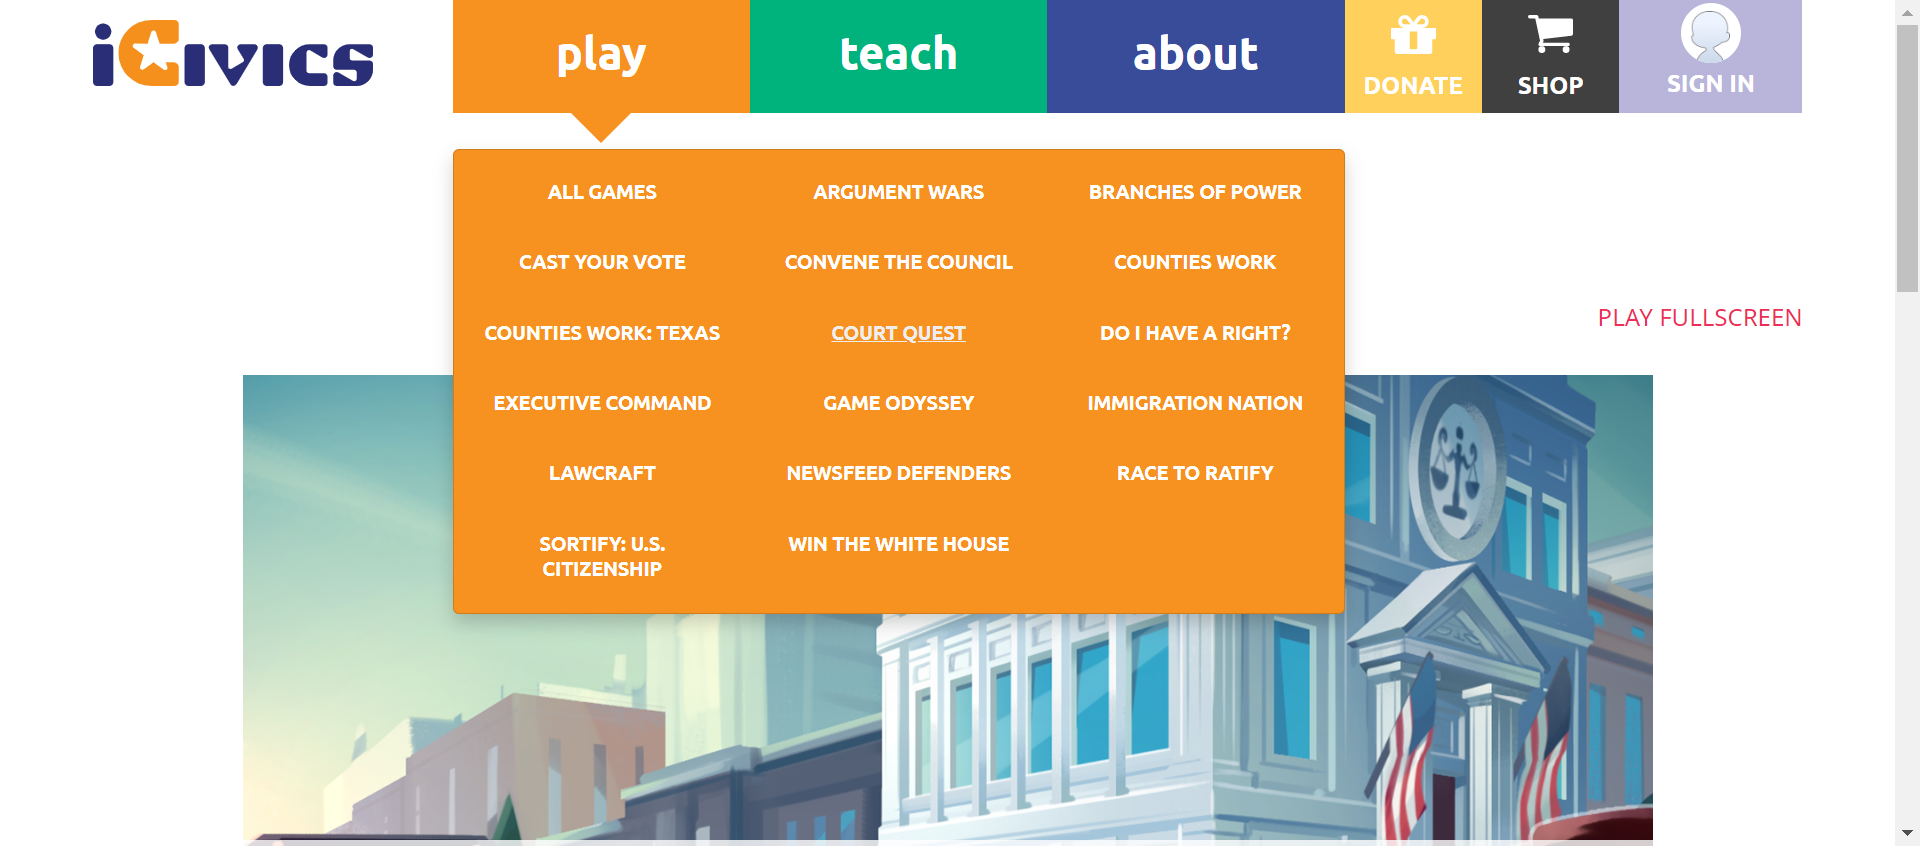 iCIVICS
play
teach
about
DONATE
SHOP
SIGN IN
ALL GAMES
ARGUMENT WARS
BRANCHES OF POWER
CAST YOUR VOTE
CONVENE THE COUNCIL
COUNTIES WORK
COUNTIES WORK: TEXAS
COURT QUEST
DO I HAVE A RIGHT?
EXECUTIVE COMMAND
GAME ODYSSEY
IMMIGRATION NATION
LAWCRAFT
NEWSFEED DEFENDERS
RACE TO RATIFY
SORTIFY: U.S.
CITIZENSHIP
WIN THE WHITE HOUSE
PLAY FULLSCREEN